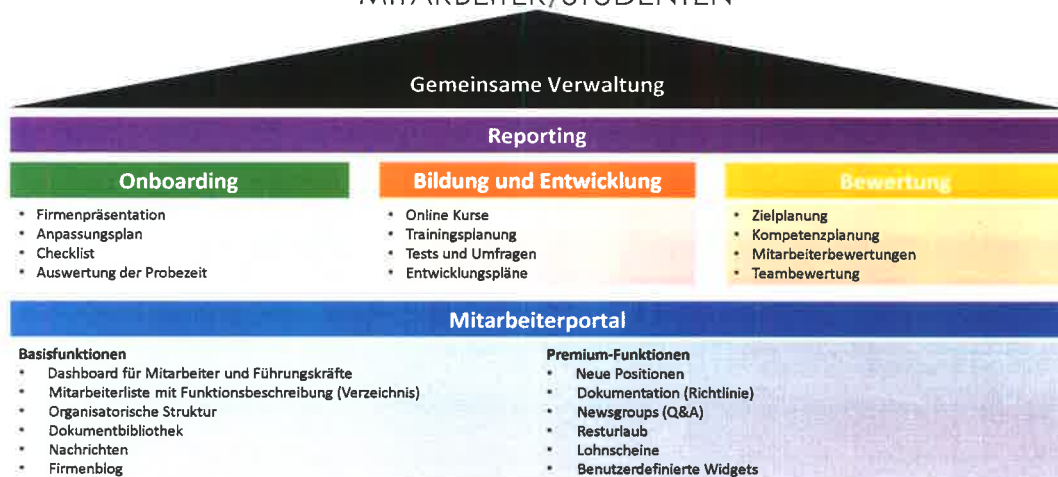 MITARBEITER/STUDENTEN
Gemeinsame Verwaltung
Reporting
Onboarding
• Firmenpräsentation
• Anpassungsplan
• Checklist
• Auswertung der Probezeit
Bildung und Entwicklung
• Online Kurse
• Trainingsplanung
• Tests und Umfragen
• Entwicklungspläne
Bewertung
• Zielplanung
• Kompetenzplanung
• Mitarbeiterbewertungen
• Teambewertung
Mitarbeiterportal
Basisfunktionen
• Dashboard für Mitarbeiter und Führungskräfte
• Mitarbeiterliste mit Funktionsbeschreibung (Verzeichnis)
• Organisatorische Struktur
• Dokumentbibliothek
• Nachrichten
• Firmenblog
Premium-Funktionen
• Neue Positionen
• Dokumentation (Richtlinie)
• Newsgroups (Q&A)
• Resturlaub
• Lohnscheine
• Benutzerdefinierte Widgets